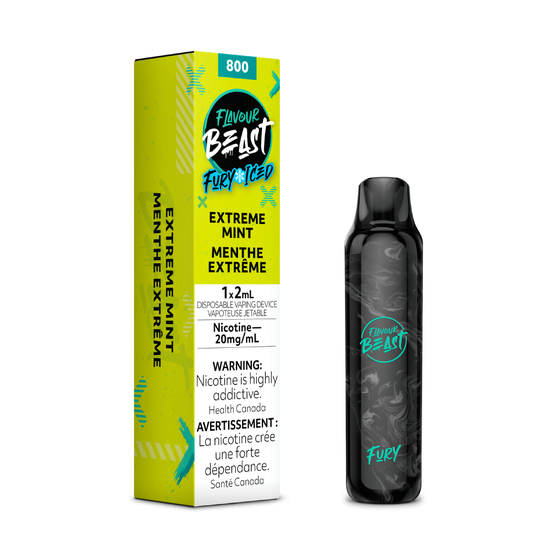 800
FLAVOUR
BEAST
FURY ICED
EXTREME
MINT
MENTHE
EXTRÊME
1x2mL
DISPOSABLE VAPING DEVICE
VAPOTEUSE JETABLE
Nicotine—
20mg/mL
WARNING:
Nicotine is highly
addictive.
Health Canada
AVERTISSEMENT:
La nicotine crée
une forte
dépendance.
Santé Canada
EXTREME MINT
MENTHE EXTRÊME
FLAVOUR
BEAST
FURY